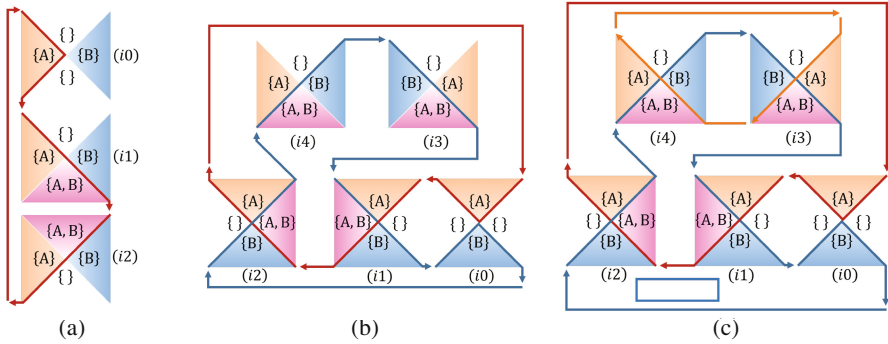 { }
{A} {B} (i0)
{ }
{A} {B} (i1)
{A, B}
{A, B}
{A} {B} (i2)
{ }
(a)
{ } { }
{A} {B} {B} {A}
{A, B} {A, B}
(i4) (i3)
{A} {A} {A}
{ } {A, B} {A, B} { } { } { }
{B} {B} {B}
(i2) (i1) (i0)
(b)
{ } { }
{A} {B} {B} {A}
{A, B} {A, B}
(i4) (i3)
{A} {A} {A}
{ } {A, B} {A, B} { } { } { }
{B} {B} {B}
(i2) (i1) (i0)
(c)